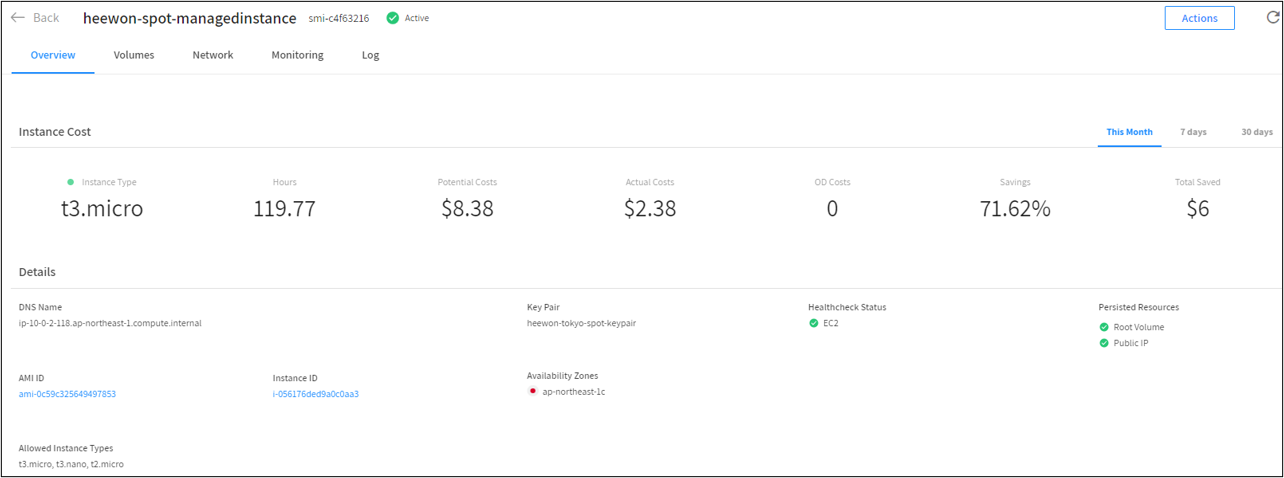 Back heewon-spot-managedinstance smi-c4f63216 Active Actions
Overview Volumes Network Monitoring Log
Instance Cost This Month 7 days 30 days
Instance Type Hours Potential Costs Actual Costs OD Costs Savings Total Saved
t3.micro 119.77 $8.38 $2.38 0 71.62% $6
Details
DNS Name Key Pair Healthcheck Status Persisted Resources
ip-10-0-2-118.ap-northeast-1.compute.internal heewon-tokyo-spot-keypair EC2 Root Volume
Public IP
AMI ID Instance ID Availability Zones
ami-0c59c325649497853 i-056176ded9a0c0aa3 ap-northeast-1c
Allowed Instance Types
t3.micro, t3.nano, t2.micro